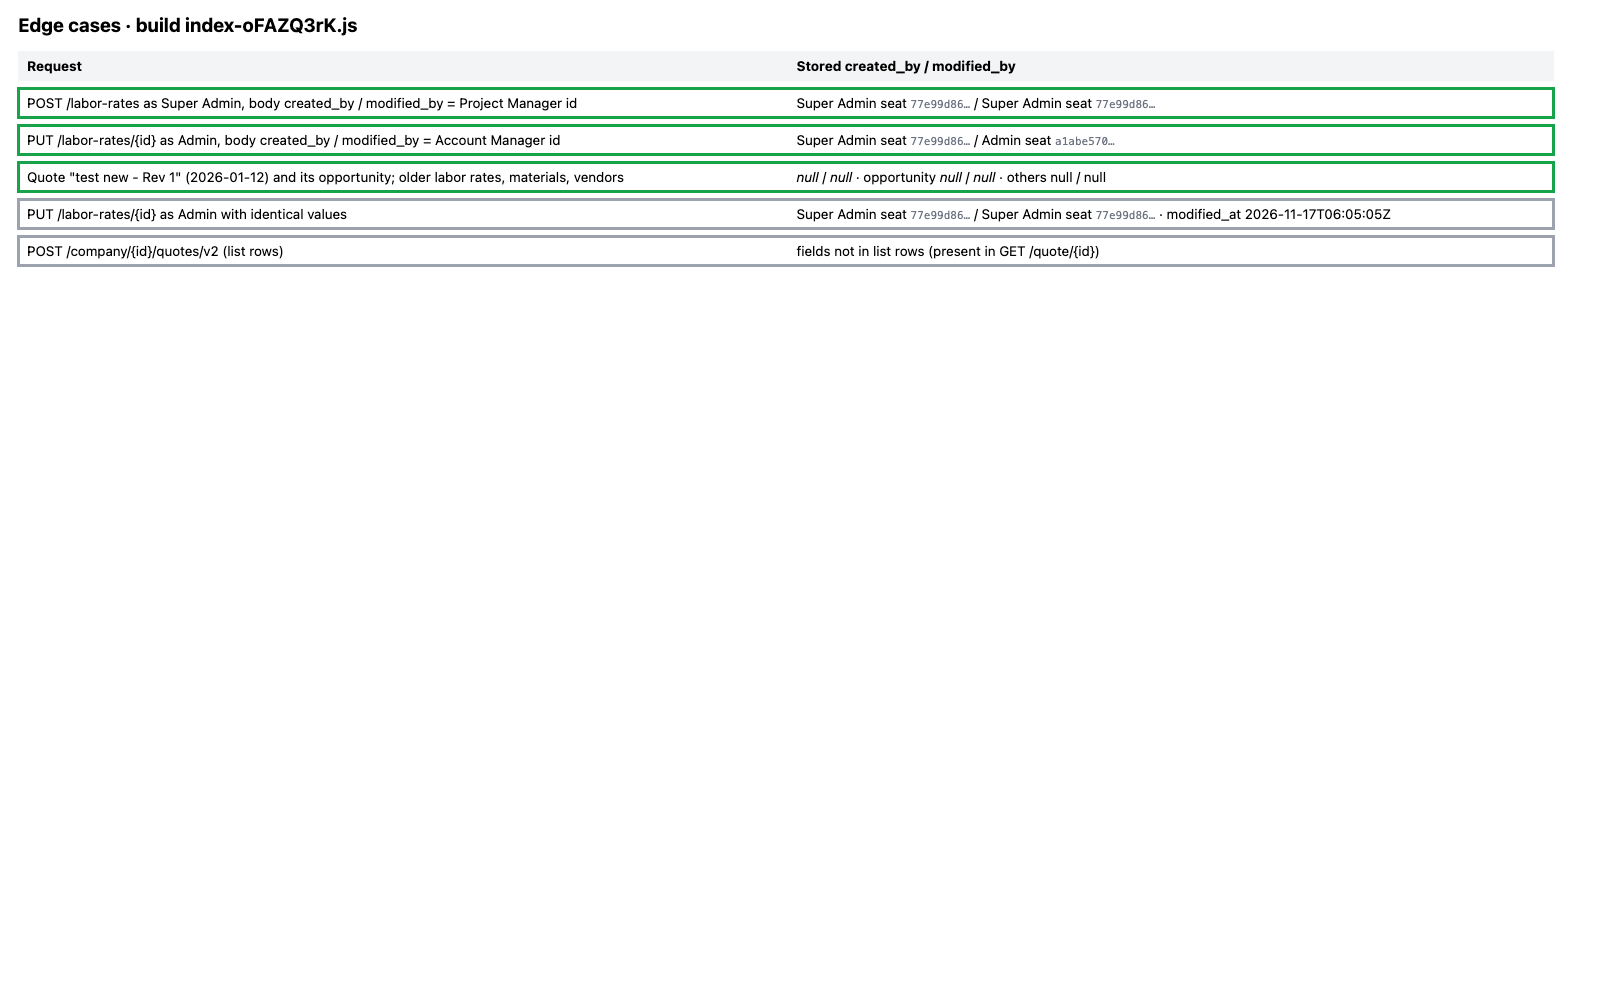 Edge cases · build index-oFAZQ3rK.js
Request Stored created_by / modified_by
POST /labor-rates as Super Admin, body created_by / modified_by = Project Manager id Super Admin seat 77e99d86… / Super Admin seat 77e99d86…
PUT /labor-rates/{id} as Admin, body created_by / modified_by = Account Manager id Super Admin seat 77e99d86… / Admin seat a1abe570…
Quote "test new - Rev 1" (2026-01-12) and its opportunity; older labor rates, materials, vendors null / null · opportunity null / null · others null / null
PUT /labor-rates/{id} as Admin with identical values Super Admin seat 77e99d86… / Super Admin seat 77e99d86… · modified_at 2026-11-17T06:05:05Z
POST /company/{id}/quotes/v2 (list rows) fields not in list rows (present in GET /quote/{id})